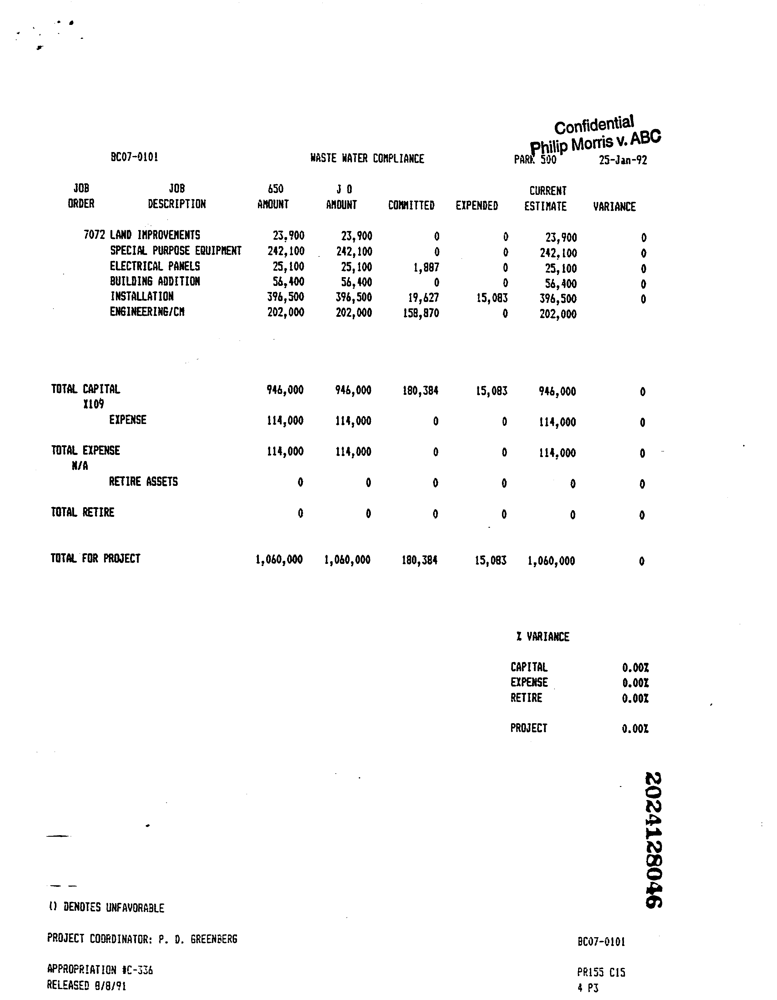 Confidential
Philip Morris v. ABC
BC07-0101 WASTE WATER COMPLIANCE PARK 500 25-Jan-92
JOB JOB 650 J O CURRENT
ORDER DESCRIPTION AMOUNT AMOUNT COMMITTED EXPENDED ESTIMATE VARIANCE
7072 LAND IMPROVEMENTS 23,900 23,900 0 0 23,900 0
SPECIAL PURPOSE EQUIPMENT 242,100 242,100 0 0 242,100 0
ELECTRICAL PANELS 25,100 25,100 1,887 0 25,100 0
BUILDING ADDITION 56,400 56,400 0 0 56,400 0
INSTALLATION 396,500 396,500 19,627 15,083 396,500 0
ENGINEERING/CM 202,000 202,000 158,870 0 202,000
TOTAL CAPITAL 946,000 946,000 180,384 15,083 946,000 0
X109
EXPENSE 114,000 114,000 0 0 114,000 0
TOTAL EXPENSE 114,000 114,000 0 0 114,000 0
N/A
RETIRE ASSETS 0 0 0 0 0 0
TOTAL RETIRE 0 0 0 0 0 0
TOTAL FOR PROJECT 1,060,000 1,060,000 180,384 15,083 1,060,000 0
% VARIANCE
CAPITAL 0.00%
EXPENSE 0.00%
RETIRE 0.00%
PROJECT 0.00%
2024128046
() DENOTES UNFAVORABLE
PROJECT COORDINATOR: P. D. GREENBERG BC07-0101
APPROPRIATION #C-336 PR155 C15
RELEASED 8/8/91 4 P3